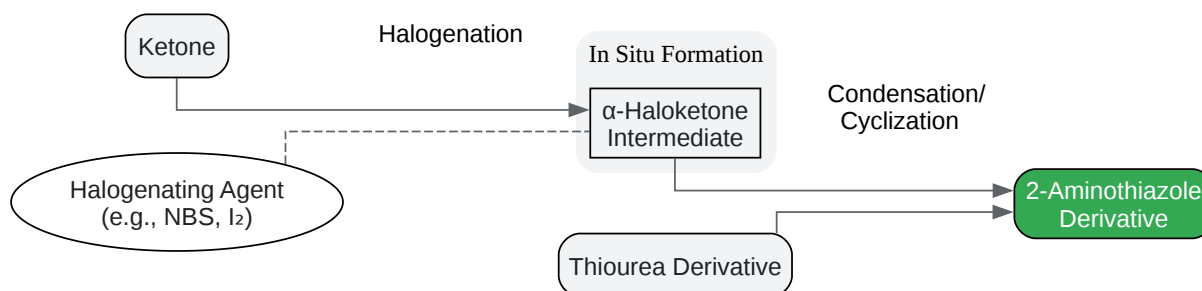 Ketone
Halogenation
In Situ Formation
α-Haloketone
Intermediate
Condensation/
Cyclization
Halogenating Agent
(e.g., NBS, I₂)
2-Aminothiazole
Derivative
Thiourea Derivative